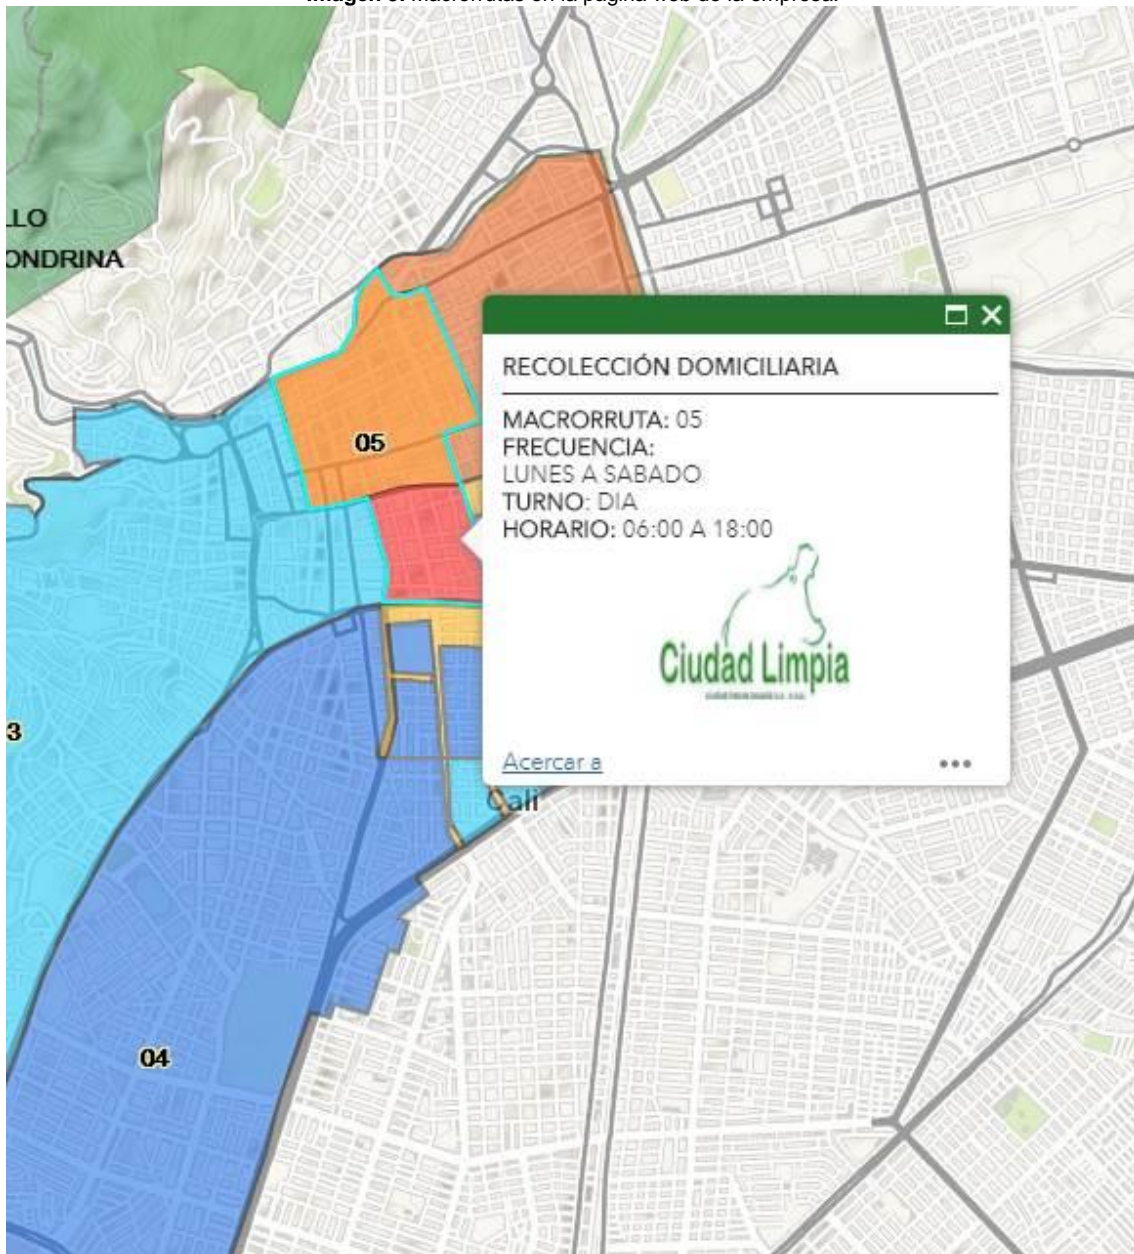 Imagen 3. Macrorrutas en la página web de la empresa.
LLO
ONDRINA
RECOLECCIÓN DOMICILIARIA
MACRORRUTA: 05
FRECUENCIA:
LUNES A SABADO
TURNO: DIA
HORARIO: 06:00 A 18:00
Ciudad Limpia
Acercar a
05
3
Cali
04